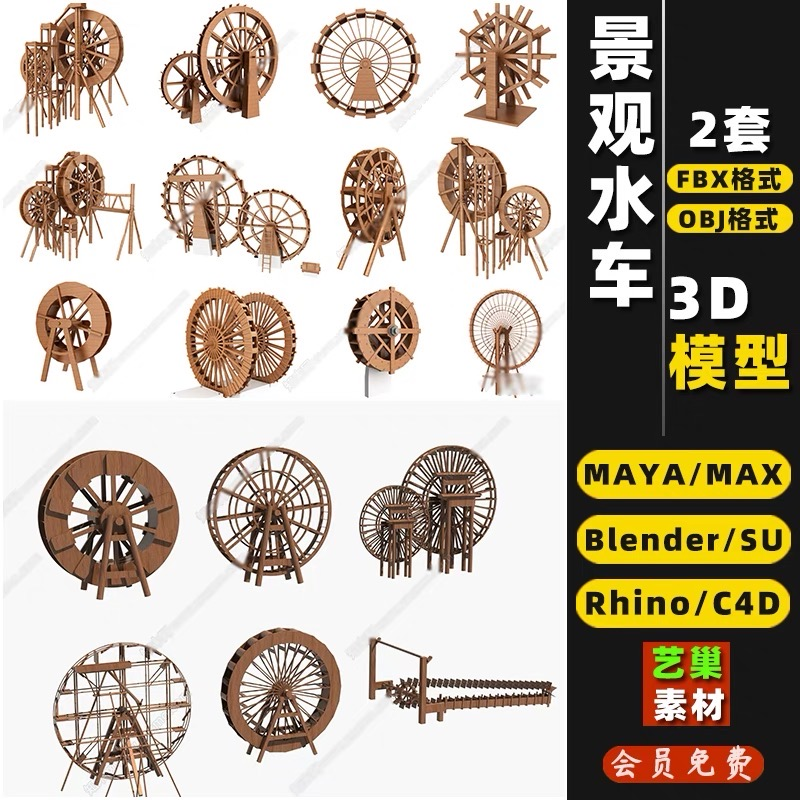 景观水车
2套
FBX格式
OBJ格式
3D
模型
MAYA/MAX
Blender/SU
Rhino/C4D
艺巢
素材
会员免费